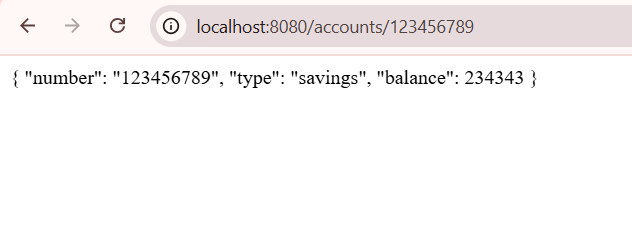 localhost:8080/accounts/123456789
{ "number": "123456789", "type": "savings", "balance": 234343 }